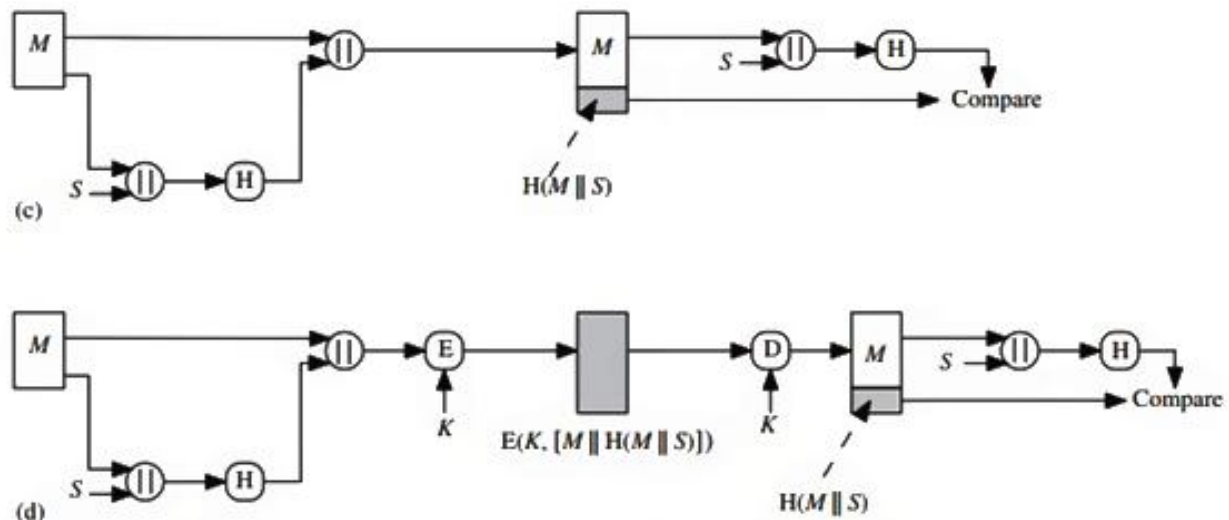 M || M || H
S Compare
S || H H(M || S)
(c)
M || E D M || H
S Compare
K K
E(K, [M || H(M || S)])
S || H H(M || S)
(d)